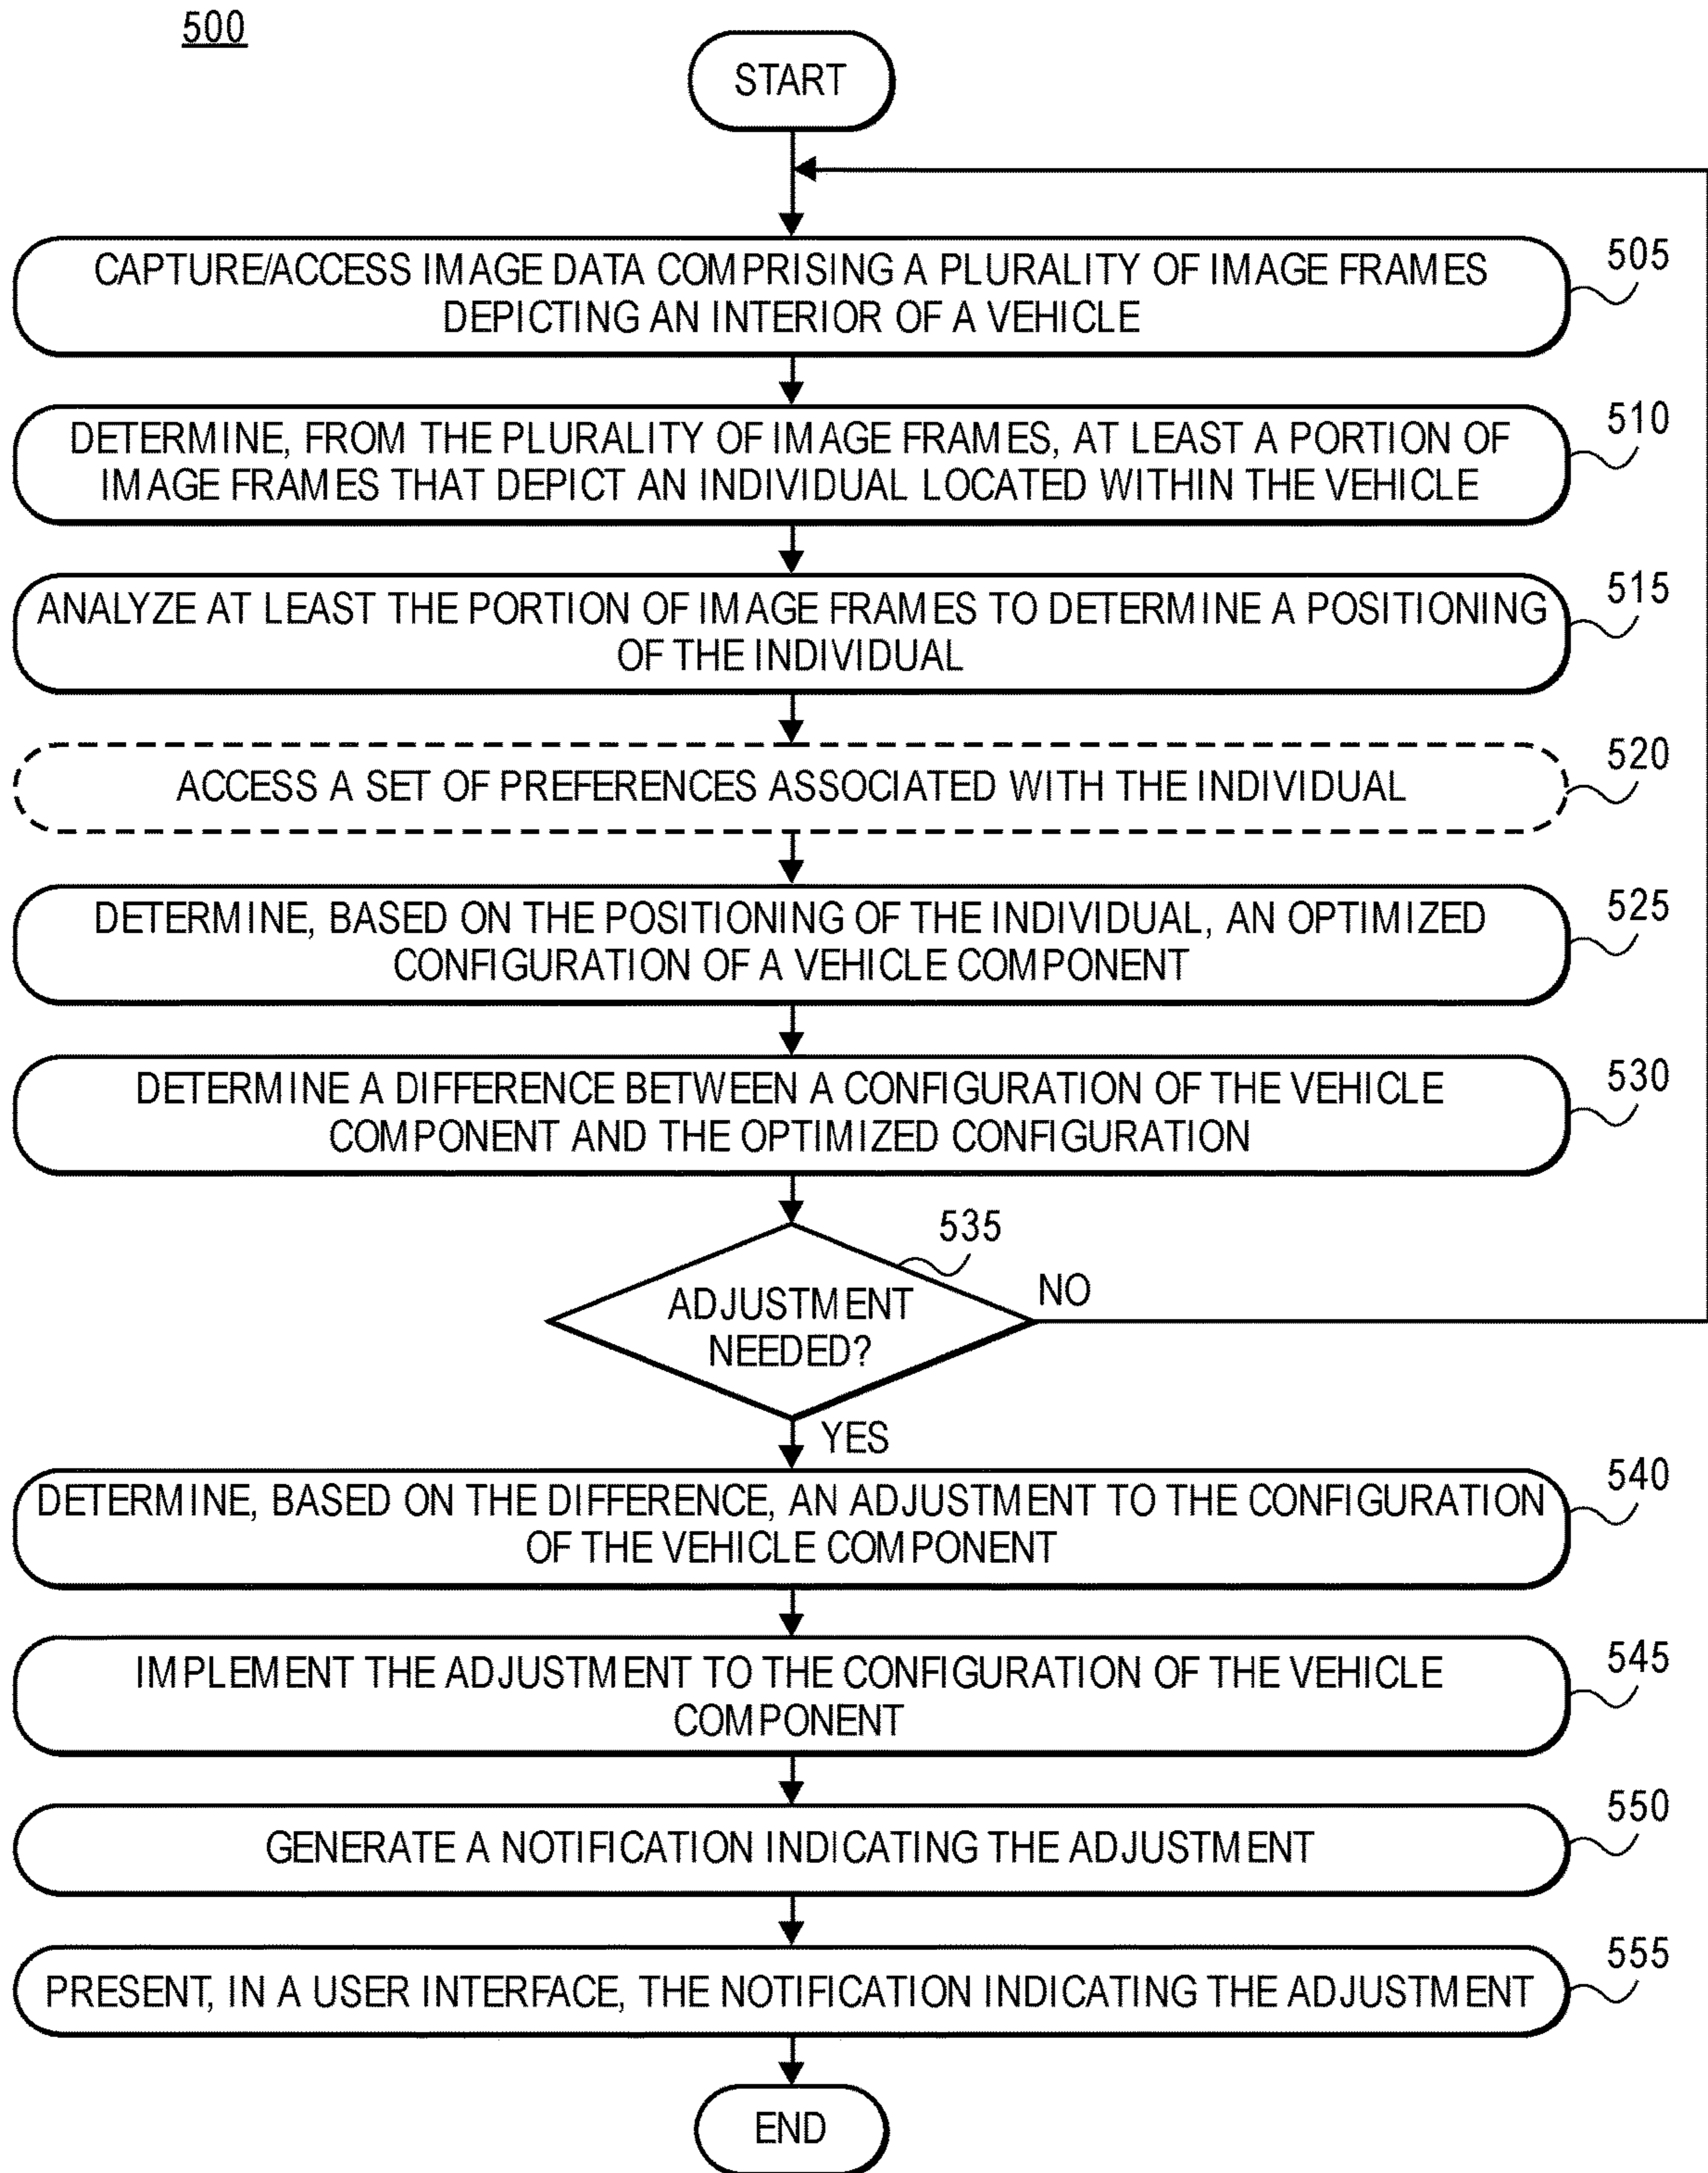 500
START
CAPTURE/ACCESS IMAGE DATA COMPRISING A PLURALITY OF IMAGE FRAMES
DEPICTING AN INTERIOR OF A VEHICLE
505
DETERMINE, FROM THE PLURALITY OF IMAGE FRAMES, AT LEAST A PORTION OF
IMAGE FRAMES THAT DEPICT AN INDIVIDUAL LOCATED WITHIN THE VEHICLE
510
ANALYZE AT LEAST THE PORTION OF IMAGE FRAMES TO DETERMINE A POSITIONING
OF THE INDIVIDUAL
515
ACCESS A SET OF PREFERENCES ASSOCIATED WITH THE INDIVIDUAL
520
DETERMINE, BASED ON THE POSITIONING OF THE INDIVIDUAL, AN OPTIMIZED
CONFIGURATION OF A VEHICLE COMPONENT
525
DETERMINE A DIFFERENCE BETWEEN A CONFIGURATION OF THE VEHICLE
COMPONENT AND THE OPTIMIZED CONFIGURATION
530
535
ADJUSTMENT
NEEDED?
NO
YES
DETERMINE, BASED ON THE DIFFERENCE, AN ADJUSTMENT TO THE CONFIGURATION
OF THE VEHICLE COMPONENT
540
IMPLEMENT THE ADJUSTMENT TO THE CONFIGURATION OF THE VEHICLE
COMPONENT
545
GENERATE A NOTIFICATION INDICATING THE ADJUSTMENT
550
PRESENT, IN A USER INTERFACE, THE NOTIFICATION INDICATING THE ADJUSTMENT
555
END